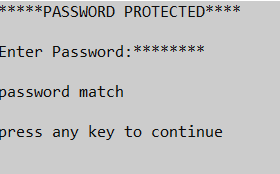 *****PASSWORD PROTECTED****
Enter Password:********
password match
press any key to continue